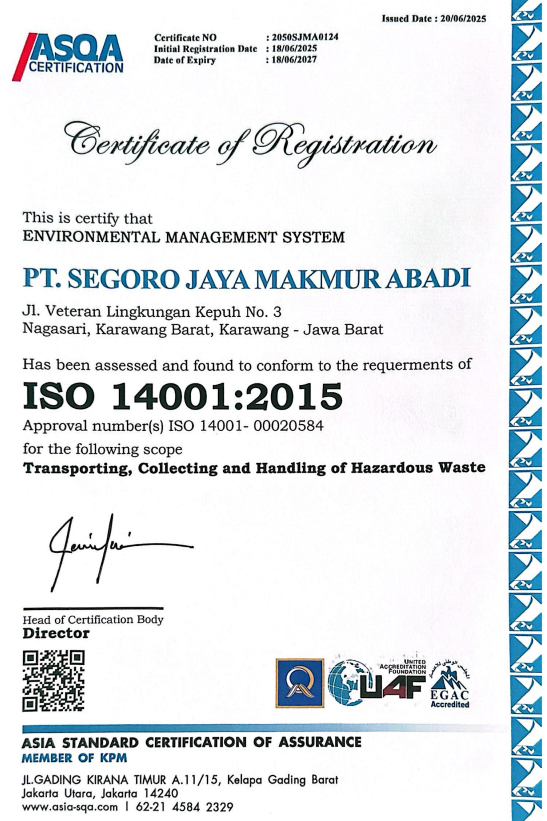 Issued Date : 20/06/2025
ASQA
CERTIFICATION
Certificate NO : 2050SJMA0124
Initial Registration Date : 18/06/2025
Date of Expiry : 18/06/2027
Certificate of Registration
This is certify that
ENVIRONMENTAL MANAGEMENT SYSTEM
PT. SEGORO JAYA MAKMUR ABADI
Jl. Veteran Lingkungan Kepuh No. 3
Nagasari, Karawang Barat, Karawang - Jawa Barat
Has been assessed and found to conform to the requerments of
ISO 14001:2015
Approval number(s) ISO 14001- 00020584
for the following scope
Transporting, Collecting and Handling of Hazardous Waste
Head of Certification Body
Director
UNITED
ACCREDITATION
FOUNDATION
UAF
EGAC
Accredited
ASIA STANDARD CERTIFICATION OF ASSURANCE
MEMBER OF KPM
JL.GADING KIRANA TIMUR A.11/15, Kelapa Gading Barat
Jakarta Utara, Jakarta 14240
www.asia-sqa.com | 62-21 4584 2329